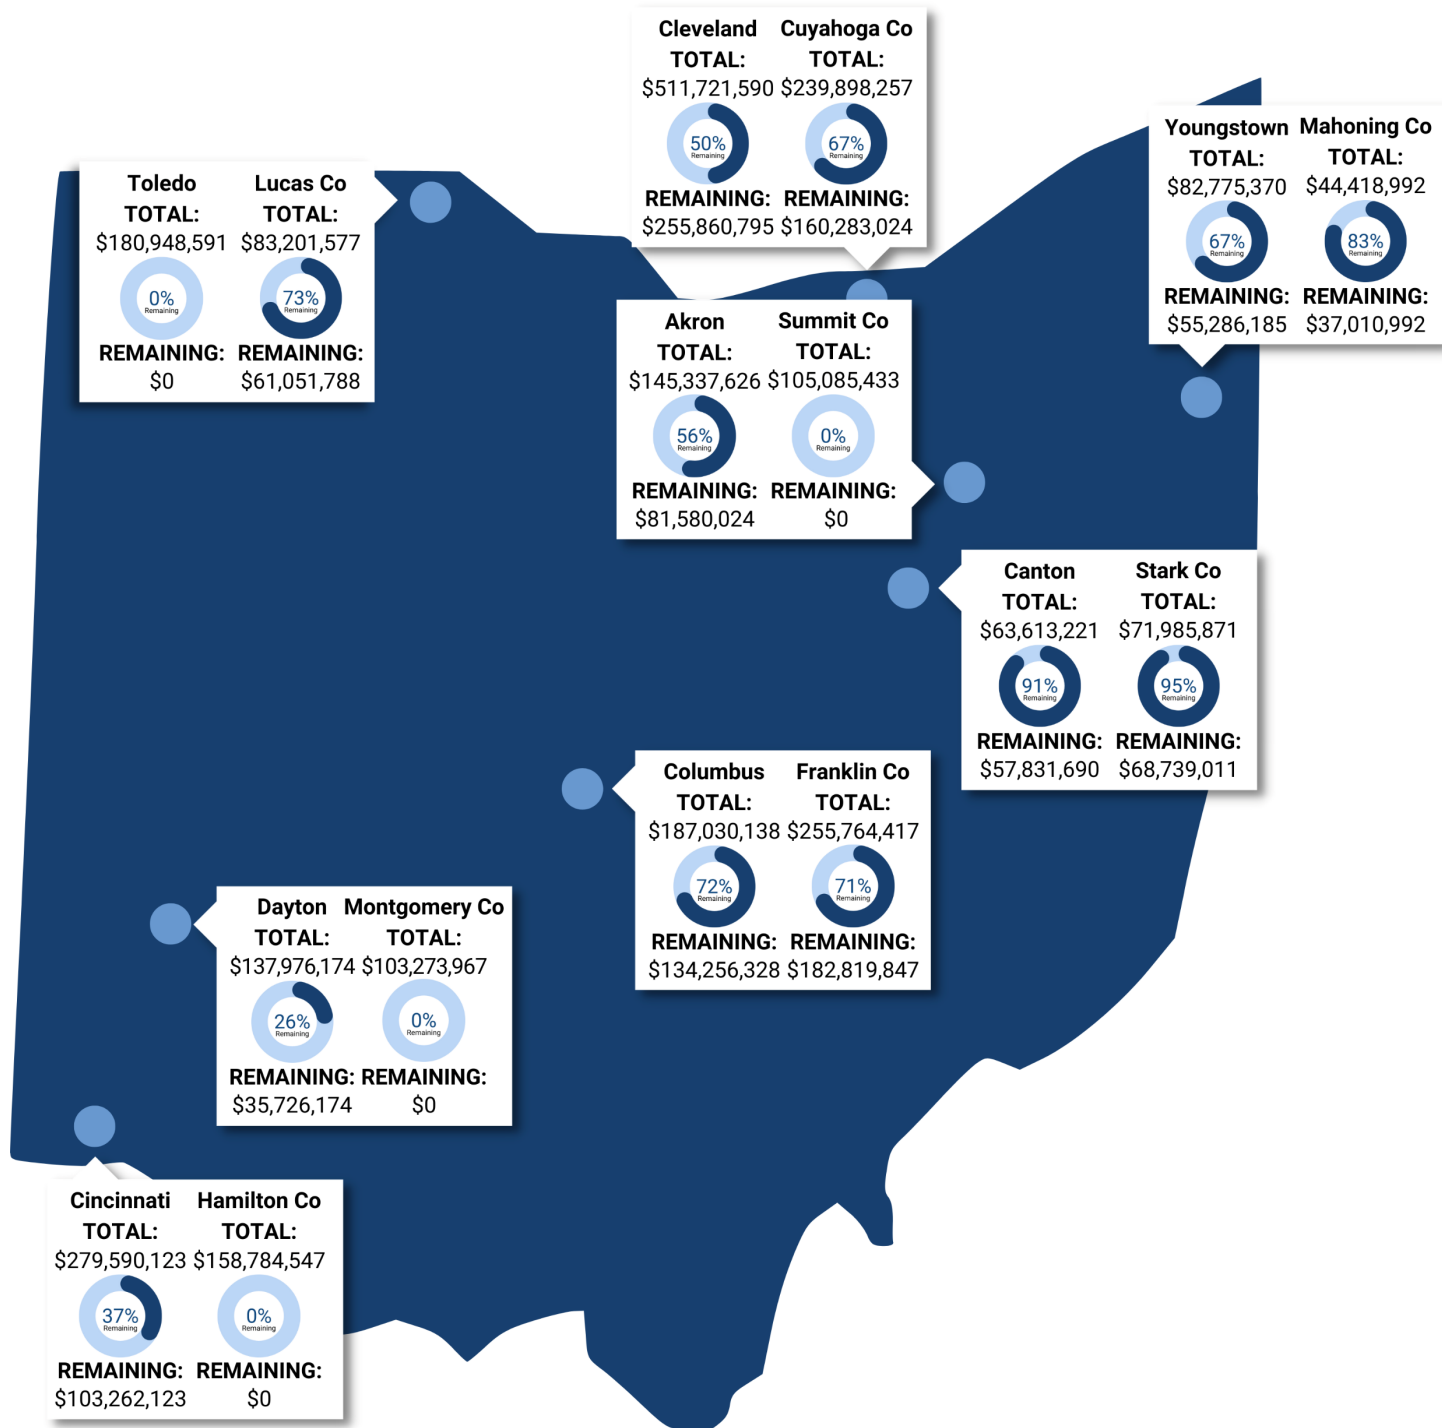 Cleveland Cuyahoga Co
TOTAL: TOTAL:
$511,721,590 $239,898,257
50% 67%
Remaining Remaining
REMAINING: REMAINING:
$255,860,795 $160,283,024
Youngstown Mahoning Co
TOTAL: TOTAL:
$82,775,370 $44,418,992
67% 83%
Remaining Remaining
REMAINING: REMAINING:
$55,286,185 $37,010,992
Toledo Lucas Co
TOTAL: TOTAL:
$180,948,591 $83,201,577
0% 73%
Remaining Remaining
REMAINING: REMAINING:
$0 $61,051,788
Akron Summit Co
TOTAL: TOTAL:
$145,337,626 $105,085,433
56% 0%
Remaining Remaining
REMAINING: REMAINING:
$81,580,024 $0
Canton Stark Co
TOTAL: TOTAL:
$63,613,221 $71,985,871
91% 95%
Remaining Remaining
REMAINING: REMAINING:
$57,831,690 $68,739,011
Columbus Franklin Co
TOTAL: TOTAL:
$187,030,138 $255,764,417
72% 71%
Remaining Remaining
REMAINING: REMAINING:
$134,256,328 $182,819,847
Dayton Montgomery Co
TOTAL: TOTAL:
$137,976,174 $103,273,967
26% 0%
Remaining Remaining
REMAINING: REMAINING:
$35,726,174 $0
Cincinnati Hamilton Co
TOTAL: TOTAL:
$279,590,123 $158,784,547
37% 0%
Remaining Remaining
REMAINING: REMAINING:
$103,262,123 $0